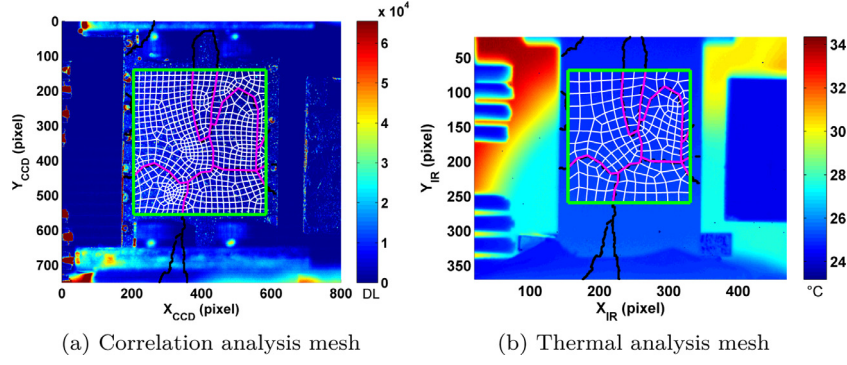 x 10⁴
0
100
200
300
400
500
600
700
Y_CCD (pixel)
0 200 400 600 800
X_CCD (pixel)
6
5
4
3
2
1
0
DL
50
100
150
200
250
300
350
Y_IR (pixel)
100 200 300 400
X_IR (pixel)
34
32
30
28
26
24
°C
(a) Correlation analysis mesh
(b) Thermal analysis mesh